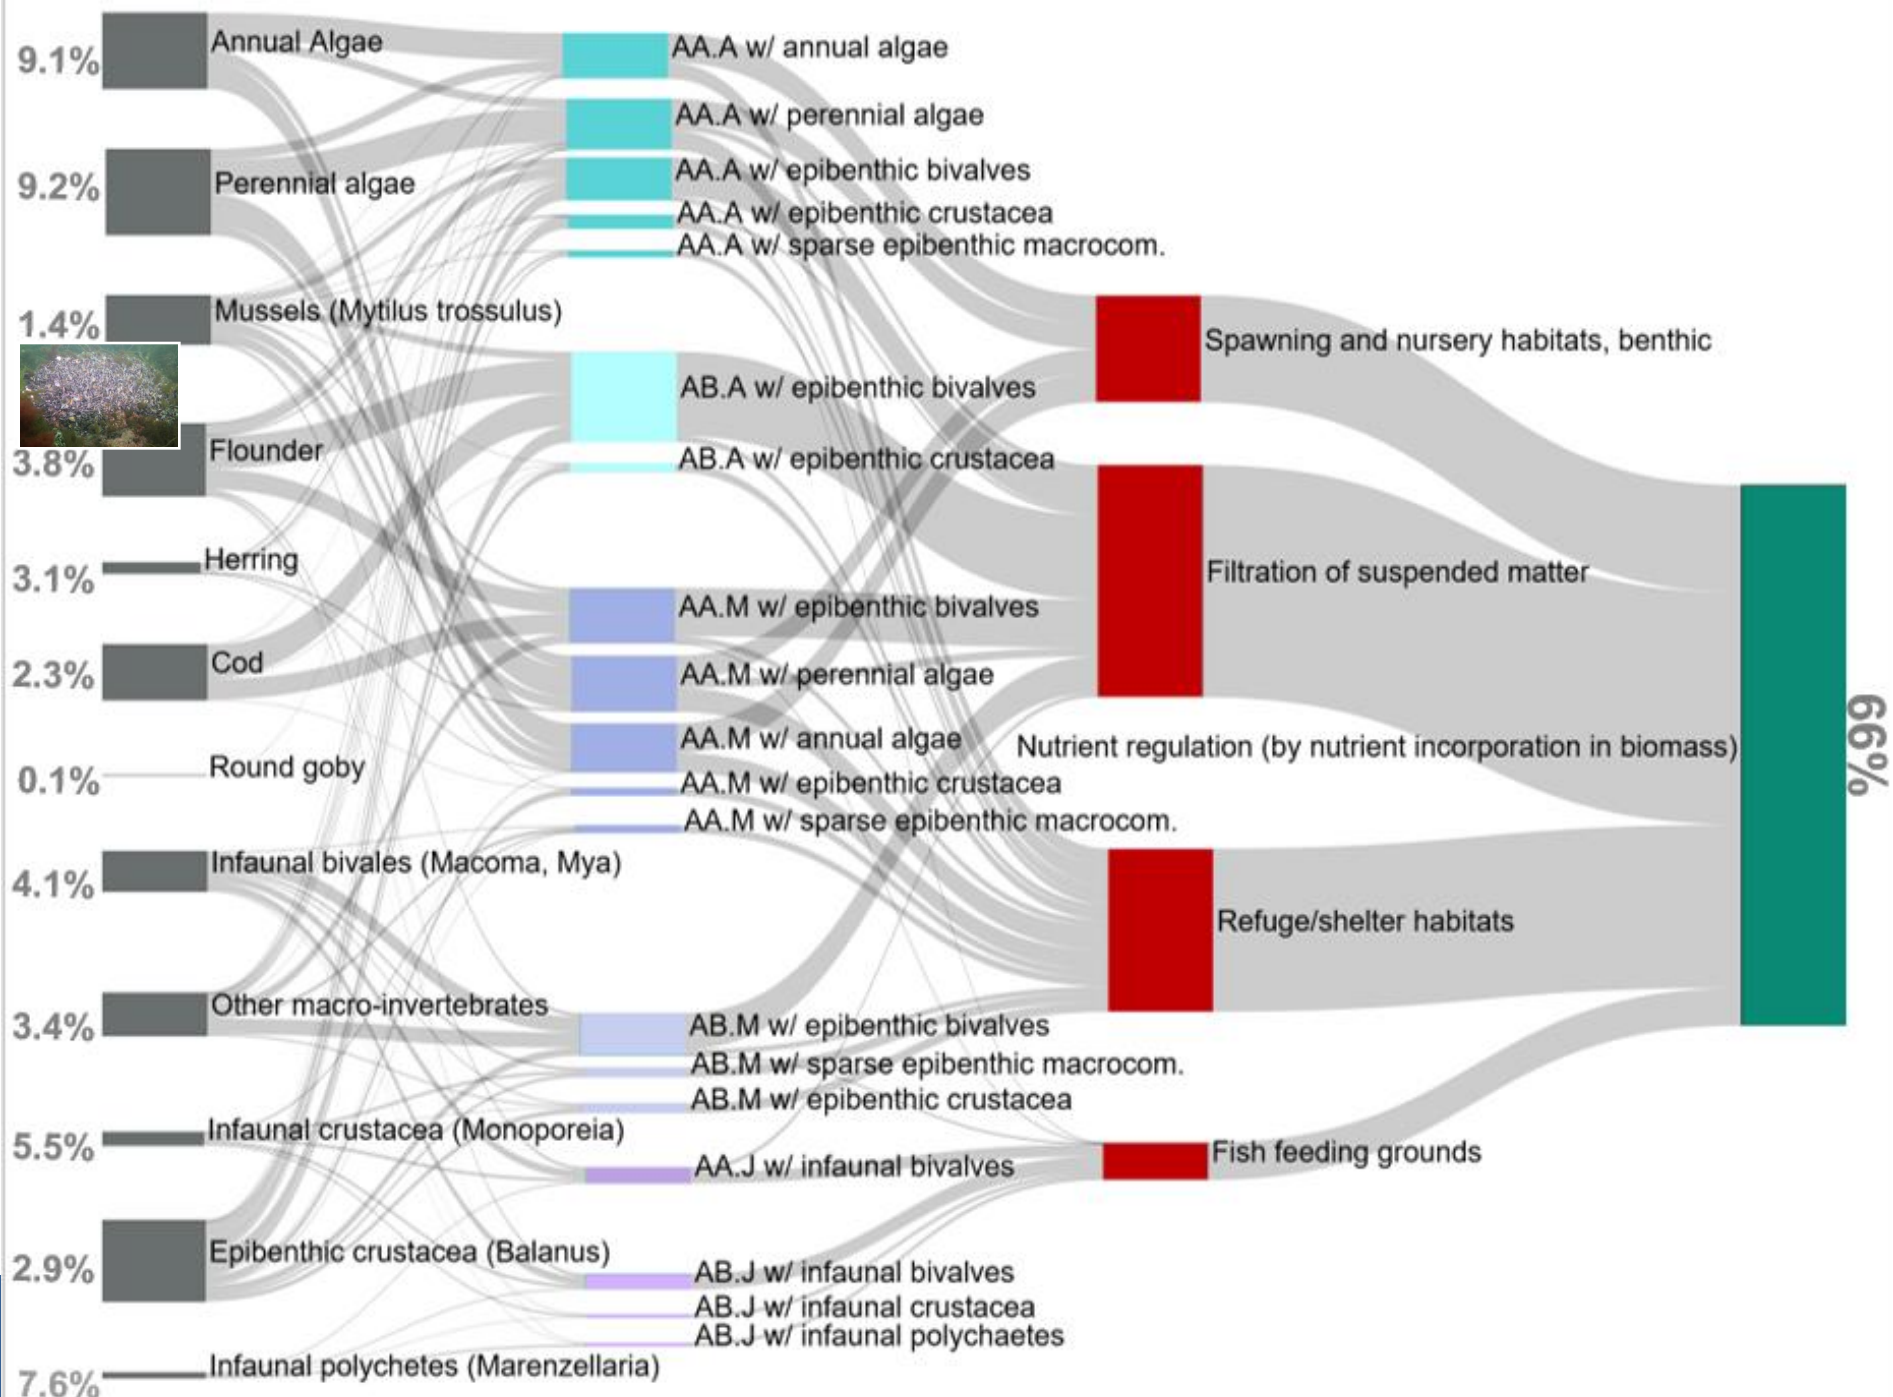 9.1%
Annual Algae
9.2%
Perennial algae
1.4%
Mussels (Mytilus trossulus)
3.8%
Flounder
3.1%
Herring
2.3%
Cod
0.1%
Round goby
4.1%
Infaunal bivales (Macoma, Mya)
3.4%
Other macro-invertebrates
5.5%
Infaunal crustacea (Monoporeia)
2.9%
Epibenthic crustacea (Balanus)
7.6%
Infaunal polychetes (Marenzellaria)
AA.A w/ annual algae
AA.A w/ perennial algae
AA.A w/ epibenthic bivalves
AA.A w/ epibenthic crustacea
AA.A w/ sparse epibenthic macrocom.
AB.A w/ epibenthic bivalves
AB.A w/ epibenthic crustacea
AA.M w/ epibenthic bivalves
AA.M w/ perennial algae
AA.M w/ annual algae
AA.M w/ epibenthic crustacea
AA.M w/ sparse epibenthic macrocom.
AB.M w/ epibenthic bivalves
AB.M w/ sparse epibenthic macrocom.
AB.M w/ epibenthic crustacea
AA.J w/ infaunal bivalves
AB.J w/ infaunal bivalves
AB.J w/ infaunal crustacea
AB.J w/ infaunal polychaetes
Spawning and nursery habitats, benthic
Filtration of suspended matter
Refuge/shelter habitats
Fish feeding grounds
Nutrient regulation (by nutrient incorporation in biomass)
66%